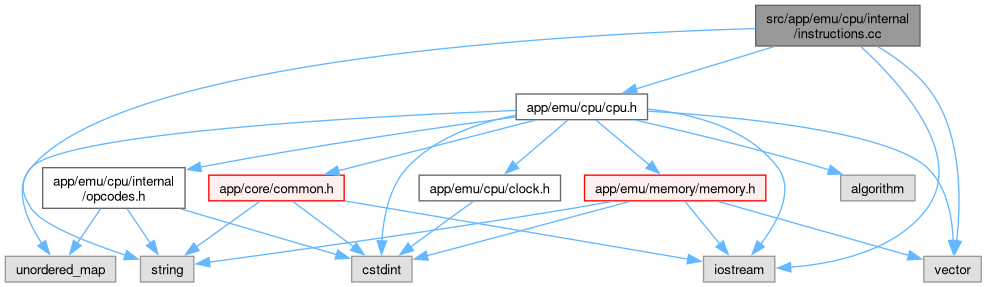 src/app/emu/cpu/internal
/instructions.cc
app/emu/cpu/cpu.h
app/emu/cpu/internal
/opcodes.h
app/core/common.h
app/emu/cpu/clock.h
app/emu/memory/memory.h
algorithm
unordered_map
string
cstdint
iostream
vector